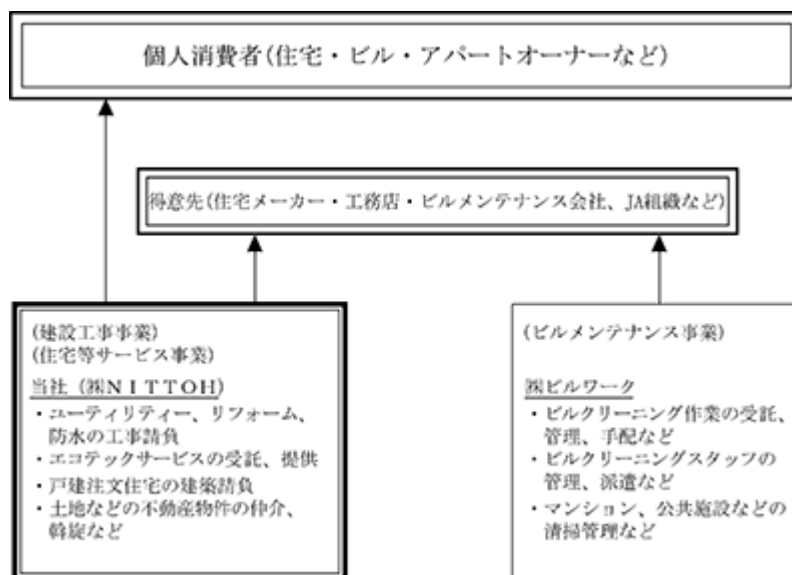 個人消費者(住宅・ビル・アパートオーナーなど)
得意先(住宅メーカー・工務店・ビルメンテナンス会社、JA組織など)
(建設工事事業)
(住宅等サービス事業)
当社 (㈱ＮＩＴＴＯＨ)
・ユーティリティー、リフォーム、
防水の工事請負
・エコテックサービスの受託、提供
・戸建注文住宅の建築請負
・土地などの不動産物件の仲介、
斡旋など
(ビルメンテナンス事業)
㈱ビルワーク
・ビルクリーニング作業の受託、
管理、手配など
・ビルクリーニングスタッフの
管理、派遣など
・マンション、公共施設などの
清掃管理など